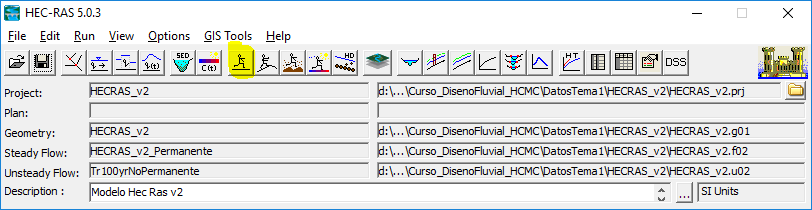 HEC-RAS 5.0.3
File Edit Run View Options GIS Tools Help
SED C(t) HD H.T. DSS
Project: HECRAS_v2 d:\...\Curso_DisenoFluvial_HCMC\DatosTema1\HECRAS_v2\HECRAS_v2.prj
Plan:
Geometry: HECRAS_v2 d:\...\Curso_DisenoFluvial_HCMC\DatosTema1\HECRAS_v2\HECRAS_v2.g01
Steady Flow: HECRAS_v2_Permanente d:\...\Curso_DisenoFluvial_HCMC\DatosTema1\HECRAS_v2\HECRAS_v2.f02
Unsteady Flow: Tr100yrNoPermanente d:\...\Curso_DisenoFluvial_HCMC\DatosTema1\HECRAS_v2\HECRAS_v2.u02
Description : Modelo Hec Ras v2 ... SI Units